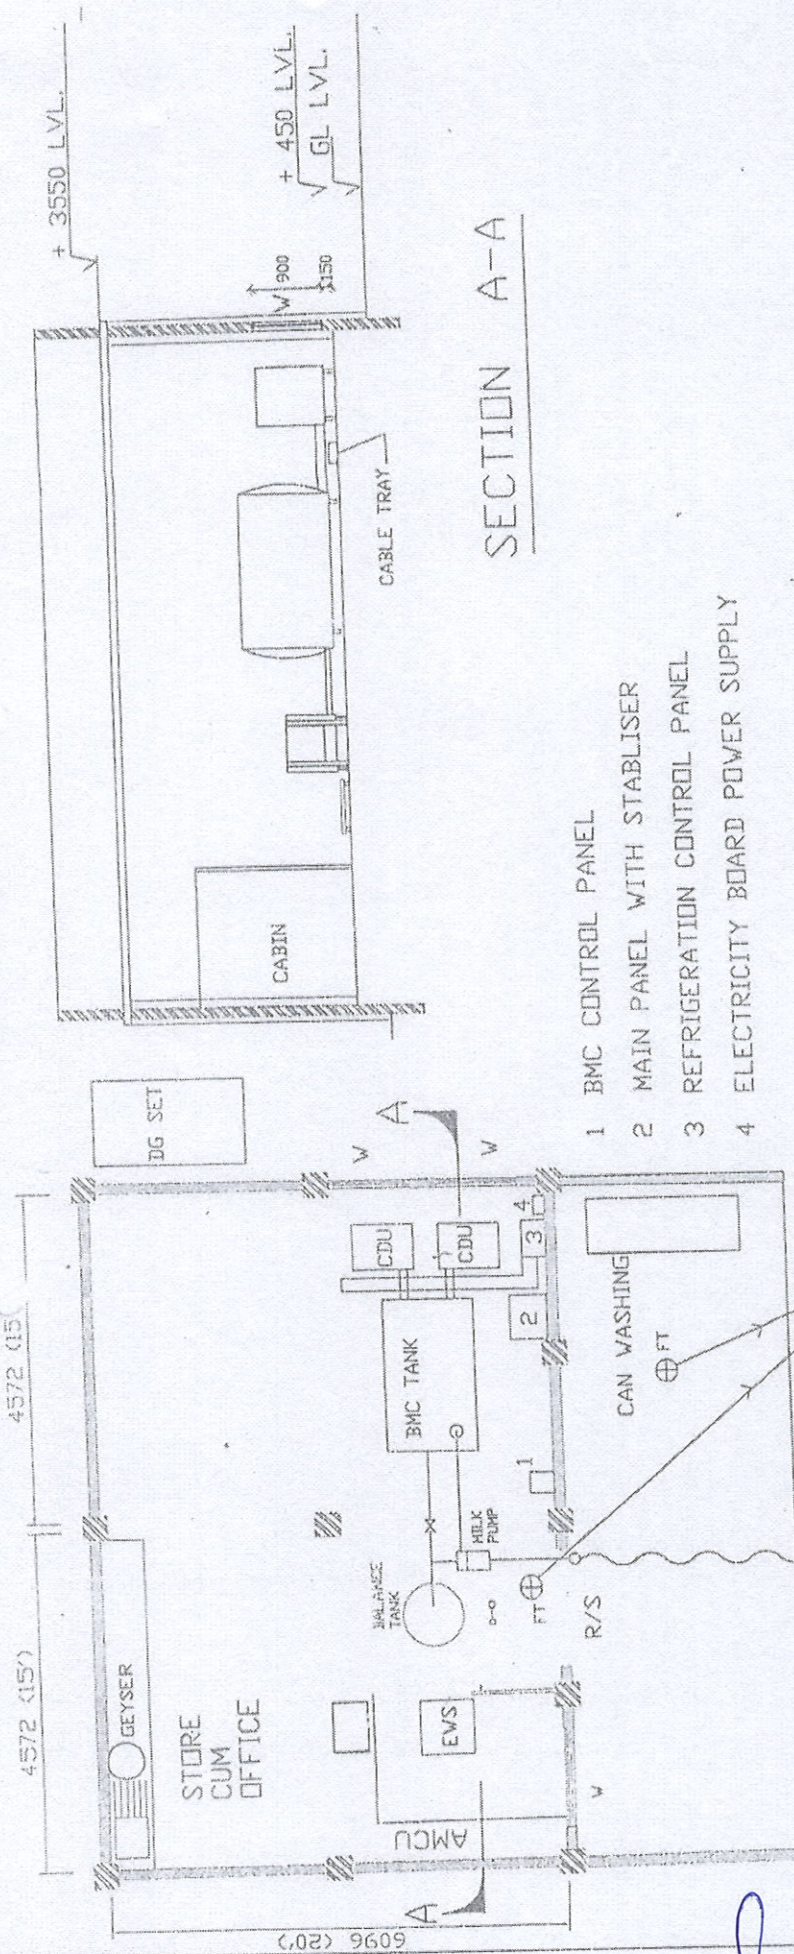 + 3550 LVL.
+ 450 LVL.
GL LVL.
W
900
150
CABLE TRAY
CABIN
SECTION A-A
4572 (15')
4572 (15
6096 (20')
DG SET
GEYSER
STORE
CUM
OFFICE
AMCU
EWS
BALANCE
TANK
MILK
PUMP
BMC TANK
CDU
CDU
A
A
W
W
W
1
2
3
4
FT
FT
R/S
CAN WASHING
1 BMC CONTROL PANEL
2 MAIN PANEL WITH STABLISER
3 REFRIGERATION CONTROL PANEL
4 ELECTRICITY BOARD POWER SUPPLY